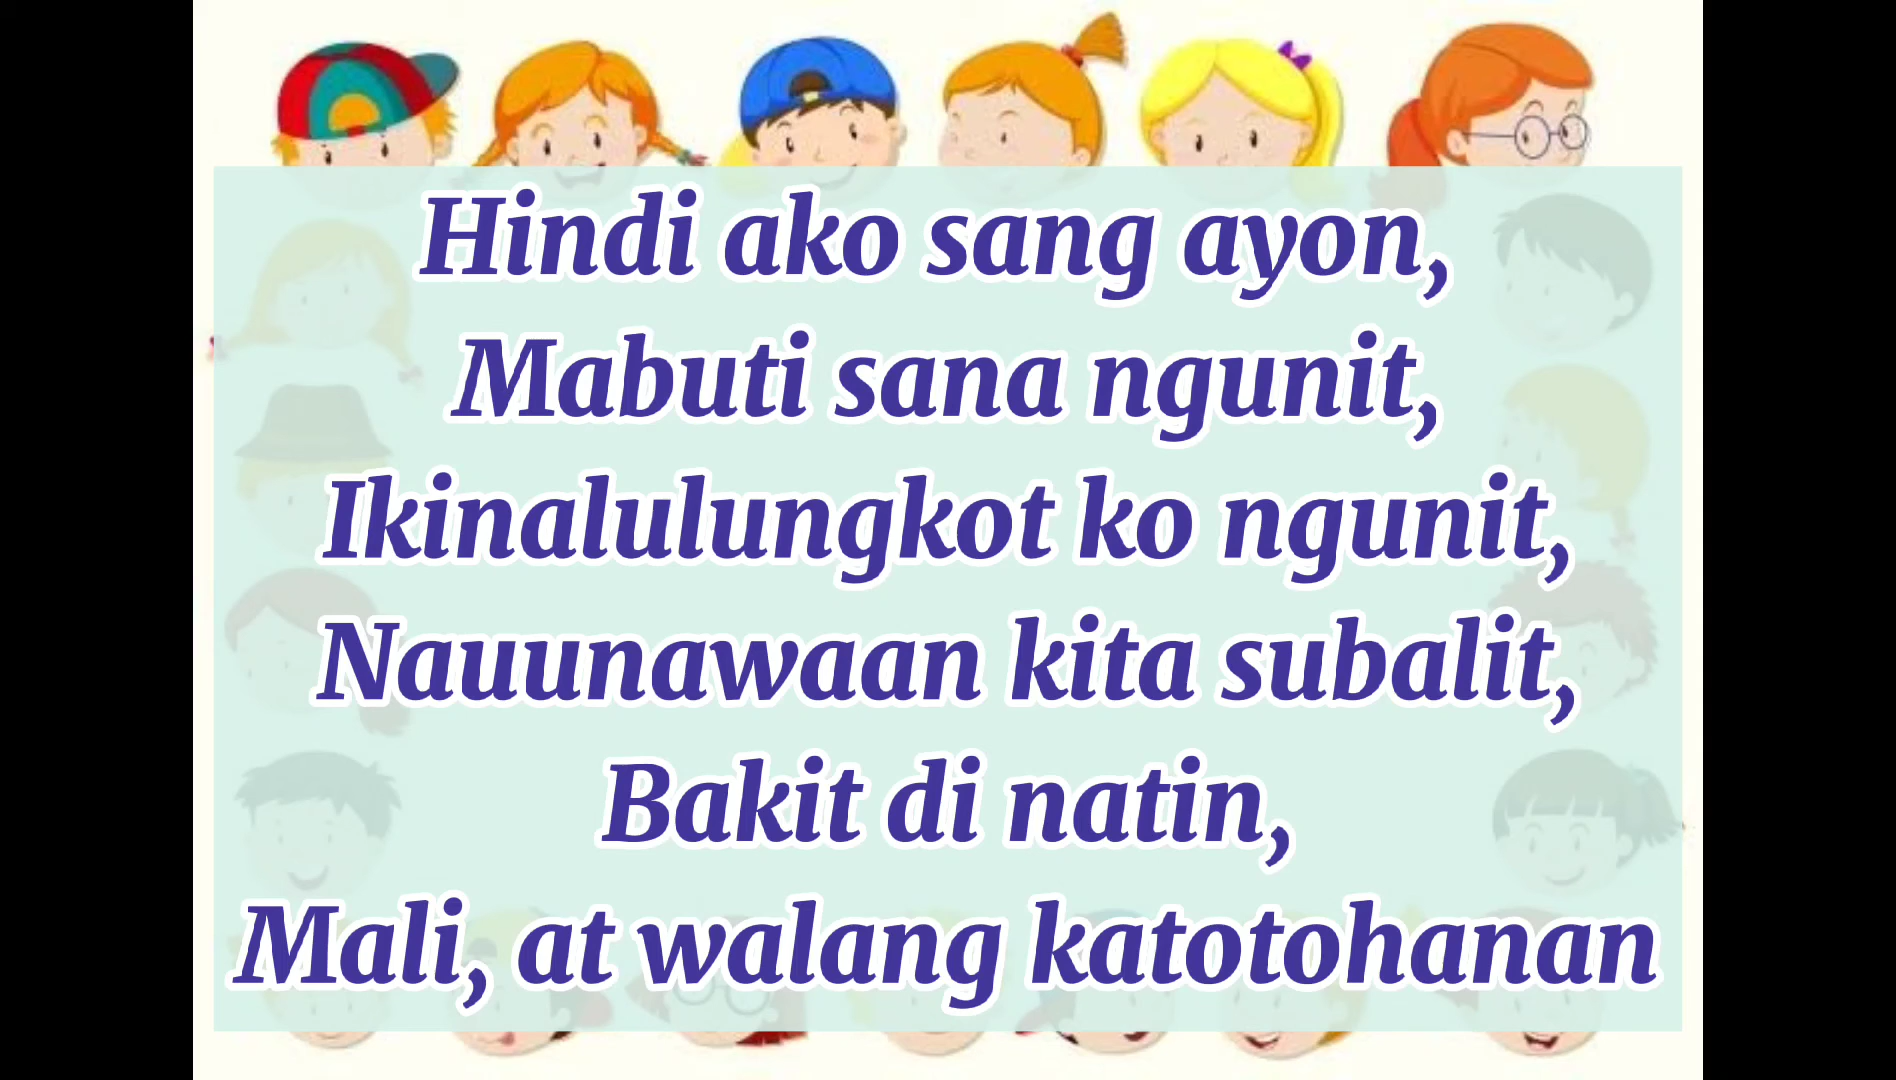 Hindi ako sang ayon,
Mabuti sana ngunit,
Ikinalulungkot ko ngunit,
Nauunawaan kita subalit,
Bakit di natin,
Mali, at walang katotohanan